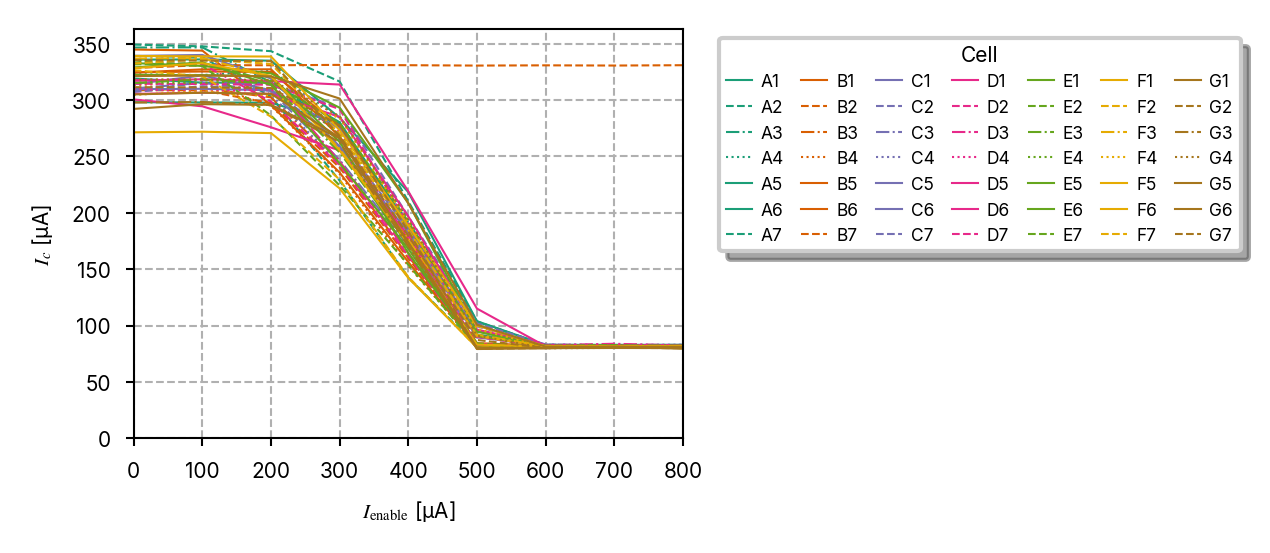 350
300
250
200
150
100
50
0
I_c [µA]
0 100 200 300 400 500 600 700 800
I_enable [µA]
Cell
A1 B1 C1 D1 E1 F1 G1
A2 B2 C2 D2 E2 F2 G2
A3 B3 C3 D3 E3 F3 G3
A4 B4 C4 D4 E4 F4 G4
A5 B5 C5 D5 E5 F5 G5
A6 B6 C6 D6 E6 F6 G6
A7 B7 C7 D7 E7 F7 G7